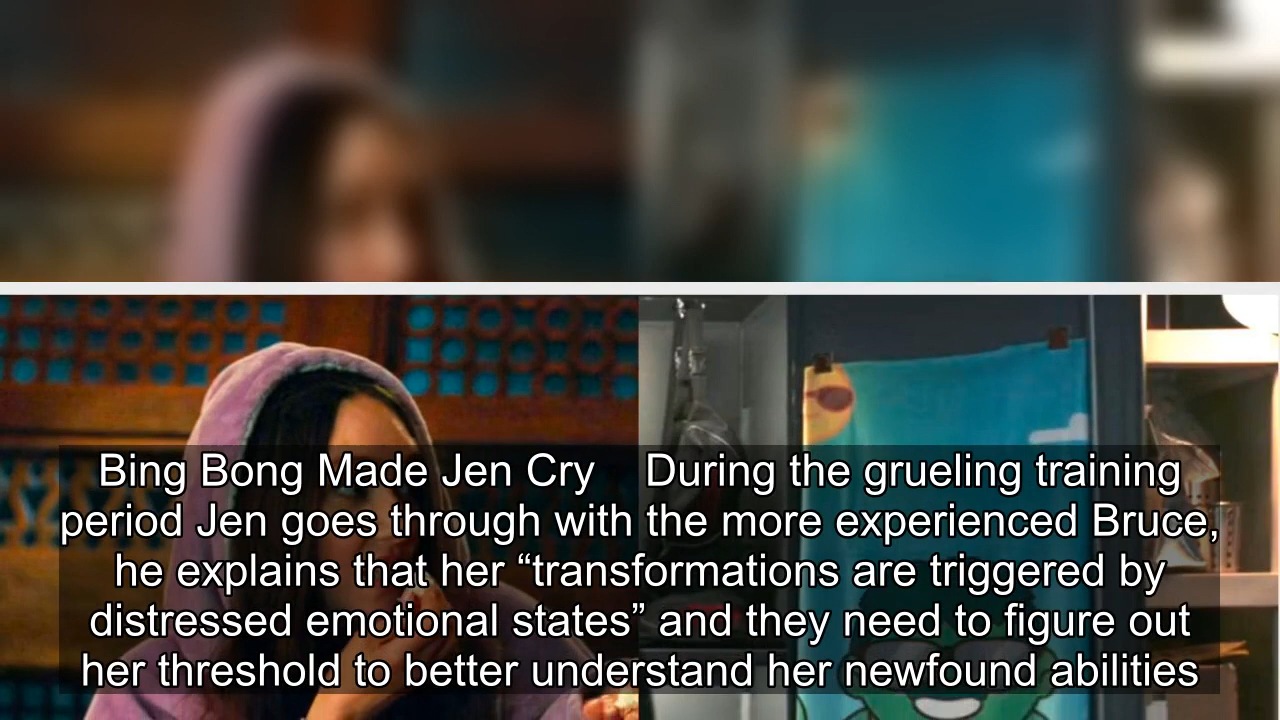 Bing Bong Made Jen Cry    During the grueling training
period Jen goes through with the more experienced Bruce,
he explains that her “transformations are triggered by
distressed emotional states” and they need to figure out
her threshold to better understand her newfound abilities